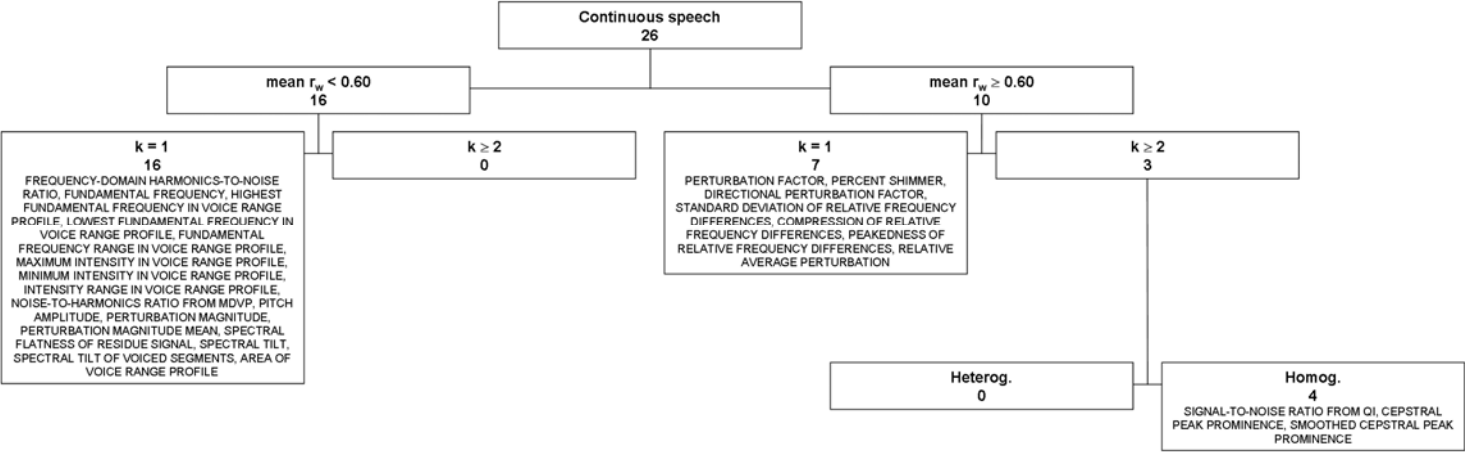 Continuous speech
26
mean rw < 0.60
16
mean rw ≥ 0.60
10
k = 1
16
FREQUENCY-DOMAIN HARMONICS-TO-NOISE
RATIO, FUNDAMENTAL FREQUENCY, HIGHEST
FUNDAMENTAL FREQUENCY IN VOICE RANGE
PROFILE, LOWEST FUNDAMENTAL FREQUENCY IN
VOICE RANGE PROFILE, FUNDAMENTAL
FREQUENCY RANGE IN VOICE RANGE PROFILE,
MAXIMUM INTENSITY IN VOICE RANGE PROFILE,
MINIMUM INTENSITY IN VOICE RANGE PROFILE,
INTENSITY RANGE IN VOICE RANGE PROFILE,
NOISE-TO-HARMONICS RATIO FROM MDVP, PITCH
AMPLITUDE, PERTURBATION MAGNITUDE,
PERTURBATION MAGNITUDE MEAN, SPECTRAL
FLATNESS OF RESIDUE SIGNAL, SPECTRAL TILT,
SPECTRAL TILT OF VOICED SEGMENTS, AREA OF
VOICE RANGE PROFILE
k ≥ 2
0
k = 1
7
PERTURBATION FACTOR, PERCENT SHIMMER,
DIRECTIONAL PERTURBATION FACTOR,
STANDARD DEVIATION OF RELATIVE FREQUENCY
DIFFERENCES, COMPRESSION OF RELATIVE
FREQUENCY DIFFERENCES, PEAKEDNESS OF
RELATIVE FREQUENCY DIFFERENCES, RELATIVE
AVERAGE PERTURBATION
k ≥ 2
3
Heterog.
0
Homog.
4
SIGNAL-TO-NOISE RATIO FROM QI, CEPSTRAL
PEAK PROMINENCE, SMOOTHED CEPSTRAL PEAK
PROMINENCE